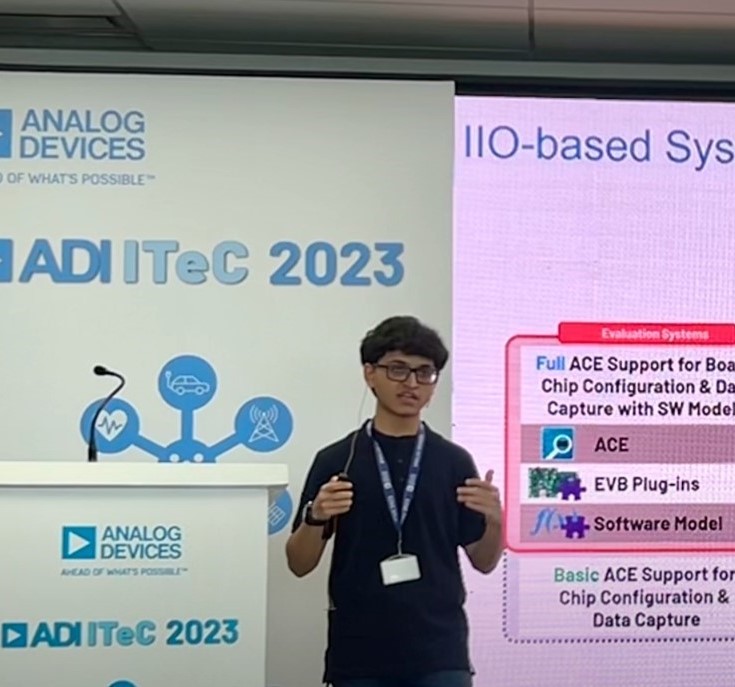 ANALOG
DEVICES
OF WHAT'S POSSIBLE™
ADI ITeC 2023
ANALOG
DEVICES
AHEAD OF WHAT'S POSSIBLE™
ADI ITeC 2023
IIO-based Sys
Evaluation Systems
Full ACE Support for Boa
Chip Configuration & Da
Capture with SW Model
ACE
EVB Plug-ins
f(x)
Software Model
Basic ACE Support for
Chip Configuration &
Data Capture